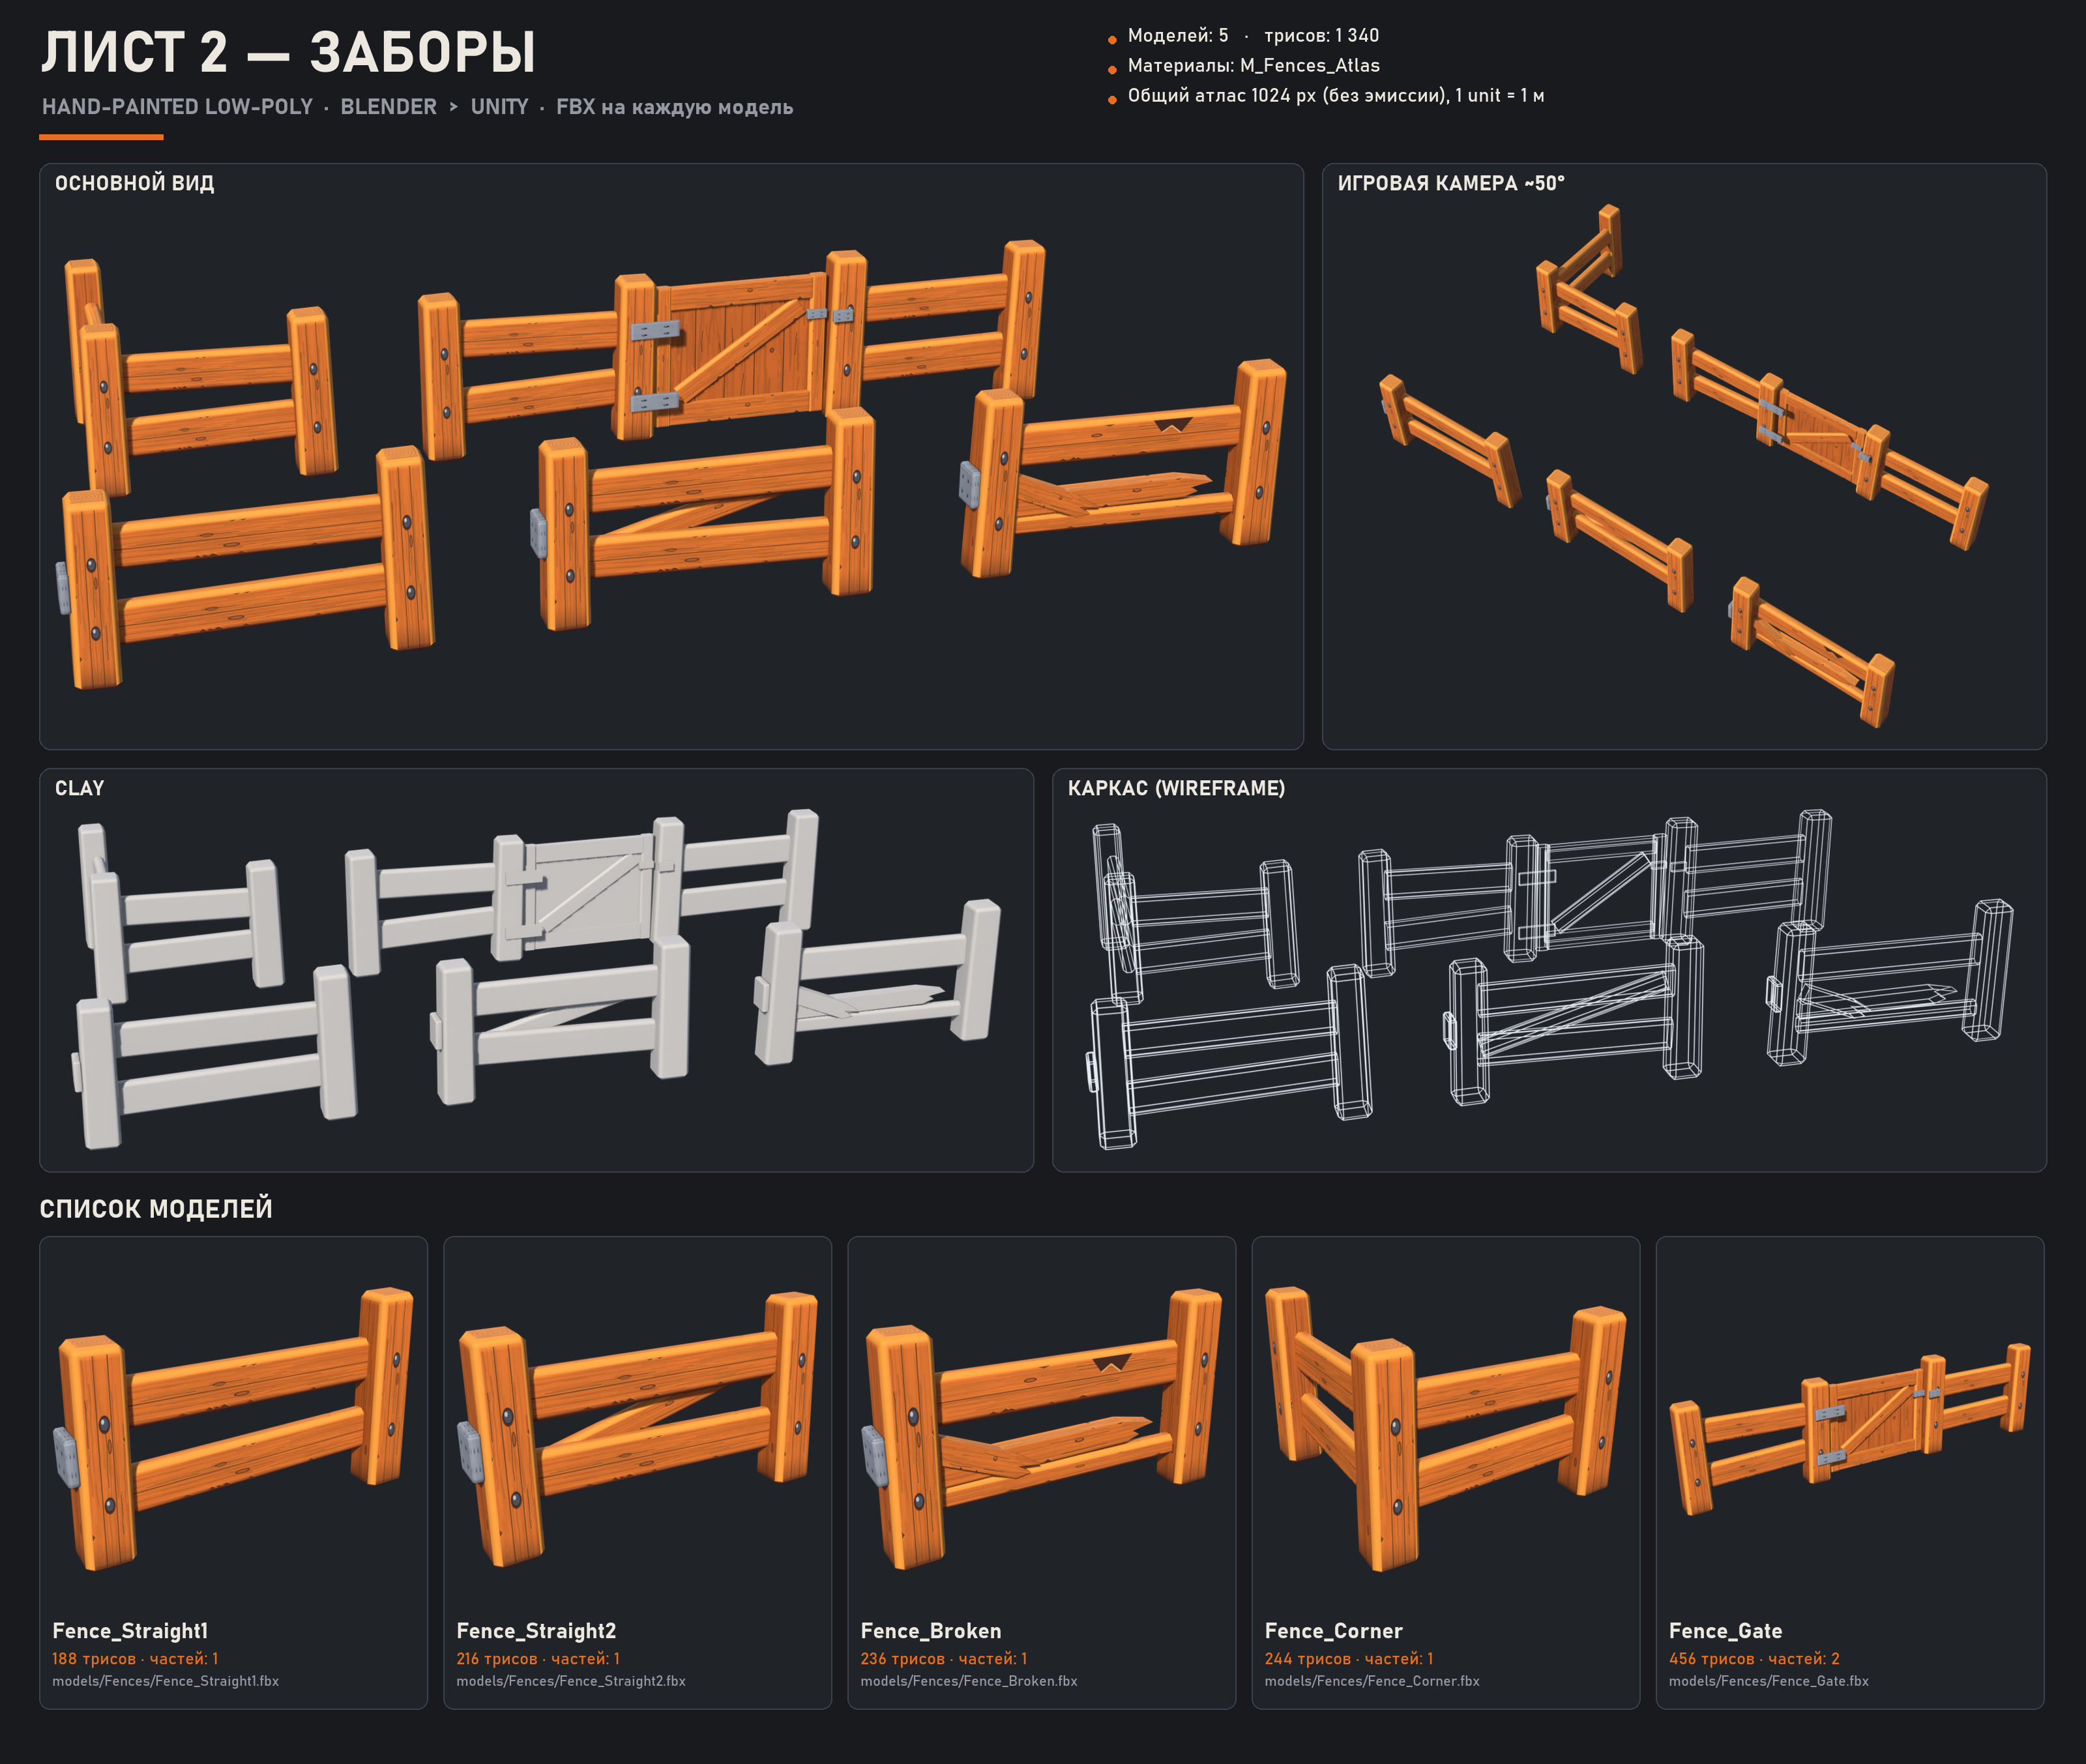 ЛИСТ 2 — ЗАБОРЫ
HAND-PAINTED LOW-POLY · BLENDER > UNITY · FBX на каждую модель
Моделей: 5 · трисов: 1 340
Материалы: M_Fences_Atlas
Общий атлас 1024 px (без эмиссии), 1 unit = 1 м
ОСНОВНОЙ ВИД
ИГРОВАЯ КАМЕРА ~50°
CLAY
КАРКАС (WIREFRAME)
СПИСОК МОДЕЛЕЙ
Fence_Straight1
188 трисов · частей: 1
models/Fences/Fence_Straight1.fbx
Fence_Straight2
216 трисов · частей: 1
models/Fences/Fence_Straight2.fbx
Fence_Broken
236 трисов · частей: 1
models/Fences/Fence_Broken.fbx
Fence_Corner
244 трисов · частей: 1
models/Fences/Fence_Corner.fbx
Fence_Gate
456 трисов · частей: 2
models/Fences/Fence_Gate.fbx